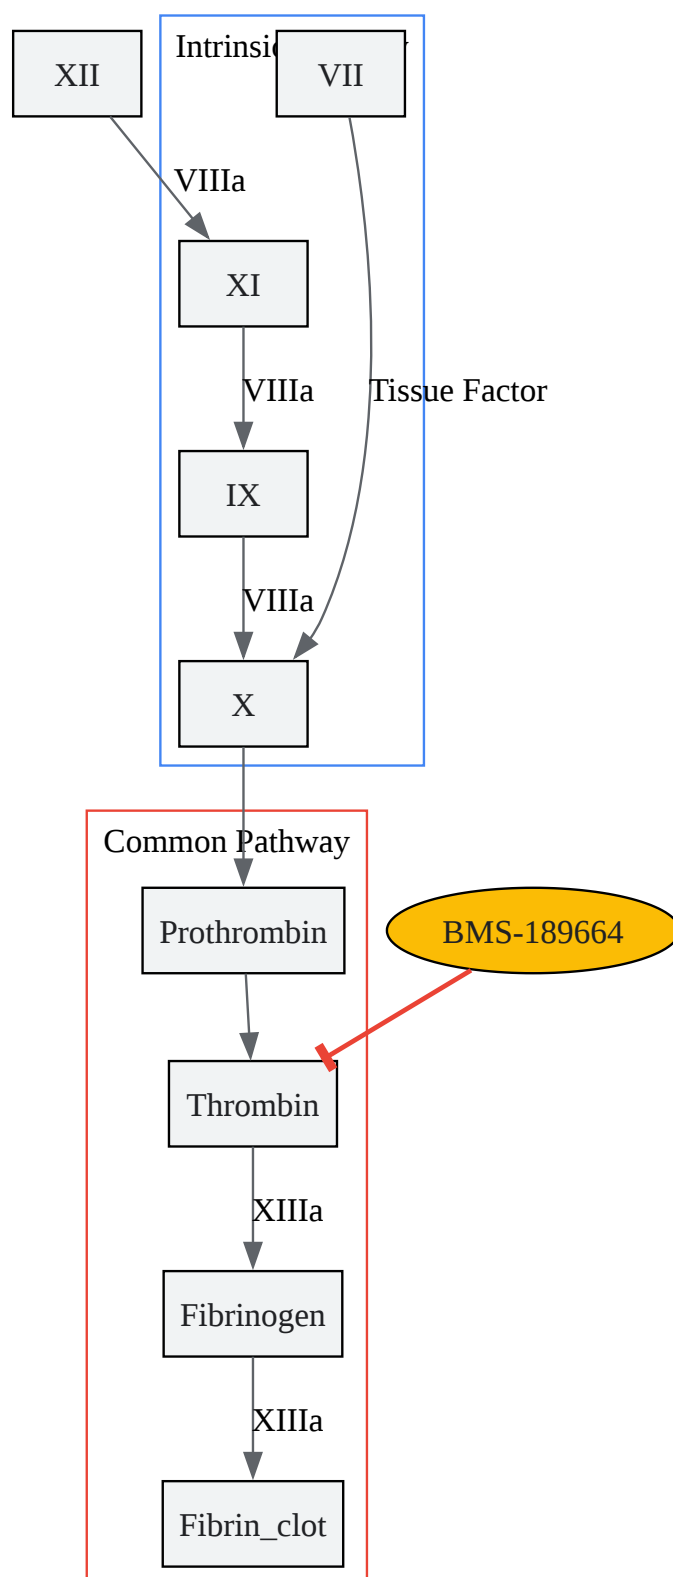 XII
VII
VIIIa
XI
VIIIa
Tissue Factor
IX
VIIIa
X
Common Pathway
Prothrombin
BMS-189664
Thrombin
XIIIa
Fibrinogen
XIIIa
Fibrin_clot